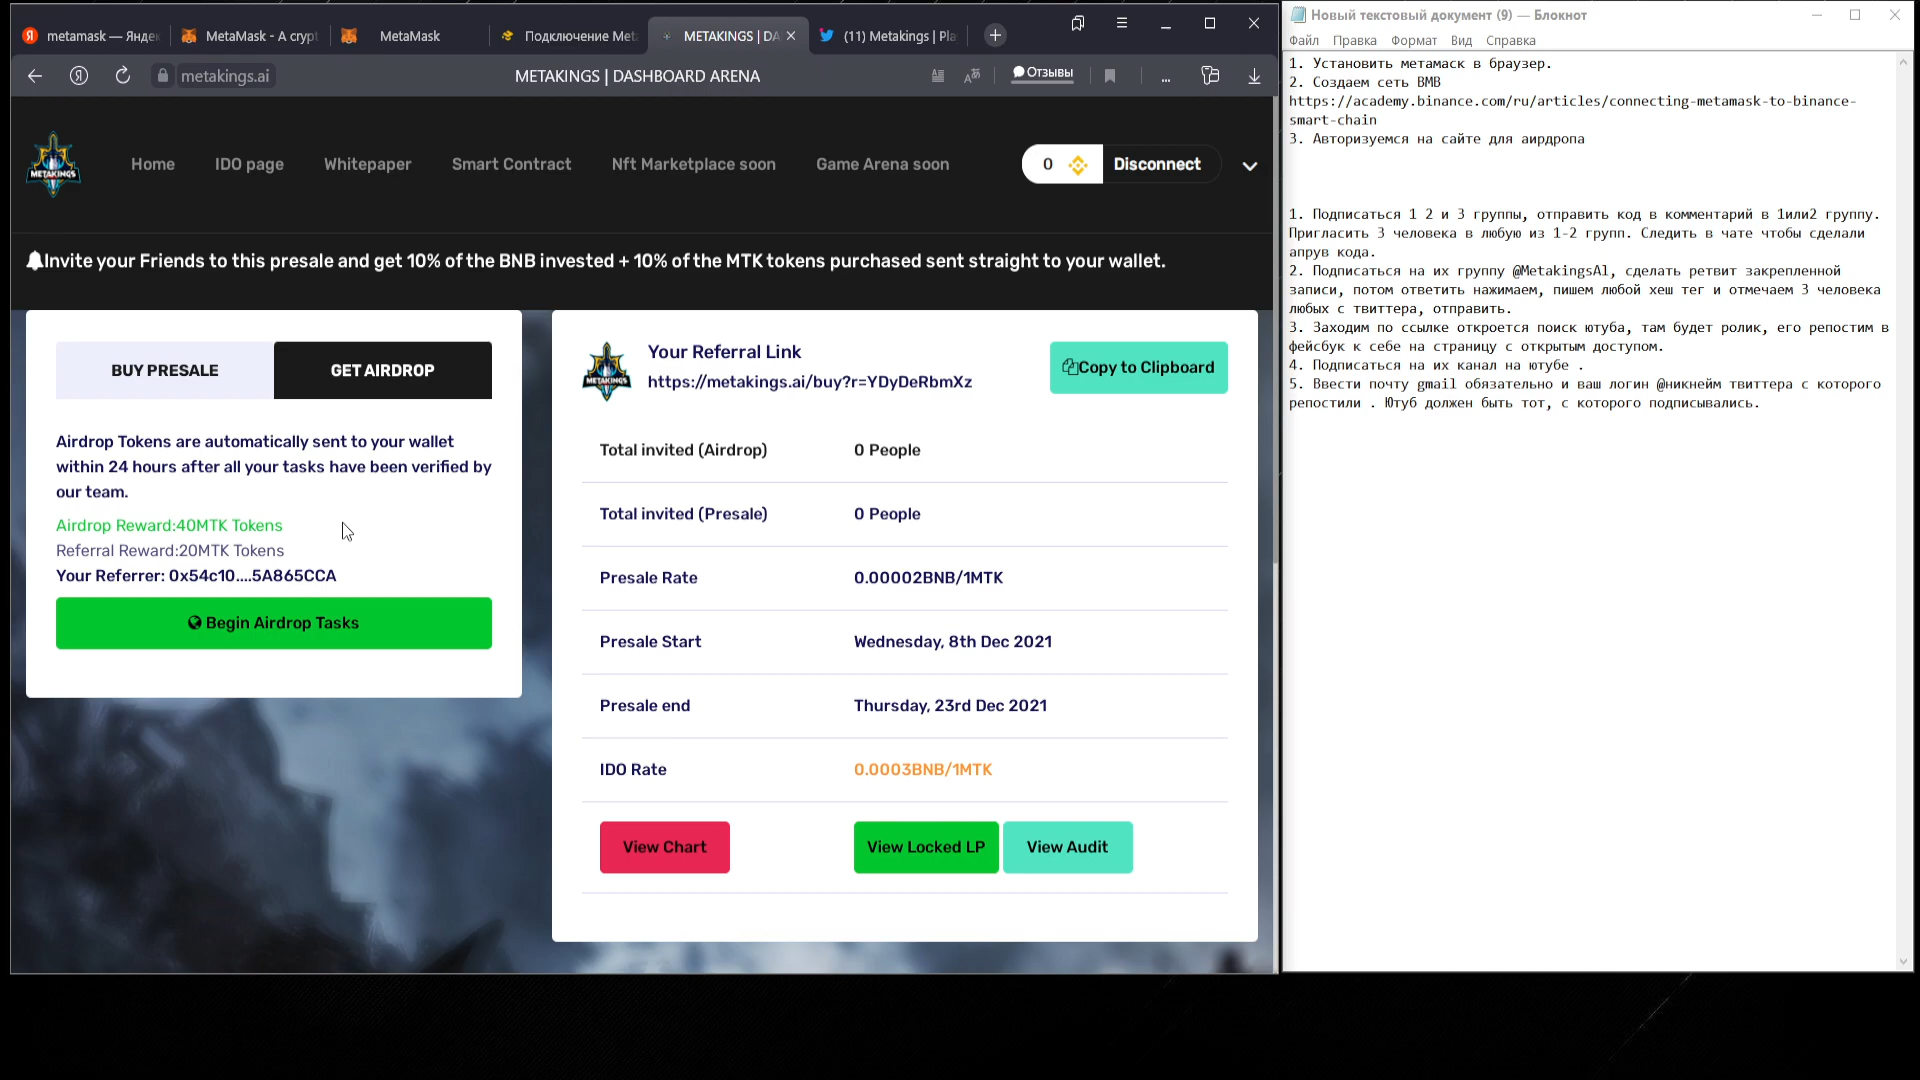 metamask — Яндек
MetaMask - A crypt
MetaMask
Подключение Met
METAKINGS | DA
(11) Metakings | Pla
metakings.ai
METAKINGS | DASHBOARD ARENA
Отзывы
METAKINGS
Home
IDO page
Whitepaper
Smart Contract
Nft Marketplace soon
Game Arena soon
0
Disconnect
Invite your Friends to this presale and get 10% of the BNB invested + 10% of the MTK tokens purchased sent straight to your wallet.
BUY PRESALE
GET AIRDROP
Airdrop Tokens are automatically sent to your wallet
within 24 hours after all your tasks have been verified by
our team.
Airdrop Reward:40MTK Tokens
Referral Reward:20MTK Tokens
Your Referrer: 0x54c10....5A865CCA
Begin Airdrop Tasks
METAKINGS
Your Referral Link
https://metakings.ai/buy?r=YDyDeRbmXz
Copy to Clipboard
Total invited (Airdrop) 0 People
Total invited (Presale) 0 People
Presale Rate 0.00002BNB/1MTK
Presale Start Wednesday, 8th Dec 2021
Presale end Thursday, 23rd Dec 2021
IDO Rate 0.0003BNB/1MTK
View Chart
View Locked LP
View Audit
Новый текстовый документ (9) — Блокнот
Файл Правка Формат Вид Справка
1. Установить метамаск в браузер.
2. Создаем сеть BMB
https://academy.binance.com/ru/articles/connecting-metamask-to-binance-
smart-chain
3. Авторизуемся на сайте для аирдропа
1. Подписаться 1 2 и 3 группы, отправить код в комментарий в 1или2 группу.
Пригласить 3 человека в любую из 1-2 групп. Следить в чате чтобы сделали
апрув кода.
2. Подписаться на их группу @MetakingsAl, сделать ретвит закрепленной
записи, потом ответить нажимаем, пишем любой хеш тег и отмечаем 3 человека
любых с твиттера, отправить.
3. Заходим по ссылке откроется поиск ютуба, там будет ролик, его репостим в
фейсбук к себе на страницу с открытым доступом.
4. Подписаться на их канал на ютубе .
5. Ввести почту gmail обязательно и ваш логин @никнейм твиттера с которого
репостили . Ютуб должен быть тот, с которого подписывались.